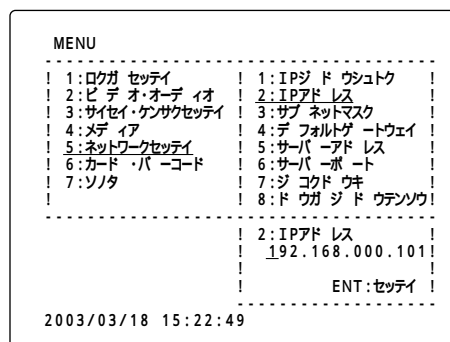 MENU
- - - - - - - - - - - - - - - - - - - - - - - - - - - - - - - - - - - - - -
! 1:ロクガ セッテイ ! 1:IPジ ド ウシュトク !
! 2:ビ デ オ・オーデ ィオ ! 2:IPアド レス !
! 3:サイセイ・ケンサクセッテイ ! 3:サブ ネットマスク !
! 4:メデ ィア ! 4:デ フォルトゲ ートウェイ !
! 5:ネットワークセッテイ ! 5:サーバ ーアド レス !
! 6:カード ・バ ーコード ! 6:サーバ ーポ ート !
! 7:ソノタ ! 7:ジ コクド ウキ !
! ! 8:ド ウガ ジ ド ウテンソウ!
- - - - - - - - - - - - - - - - - - - - - - - - - - - - - - - - - - - - - -
! 2:IPアド レス !
! 192.168.000.101!
! !
! ENT:セッテイ !
- - - - - - - - - - - - - - - - - - -
2003/03/18 15:22:49